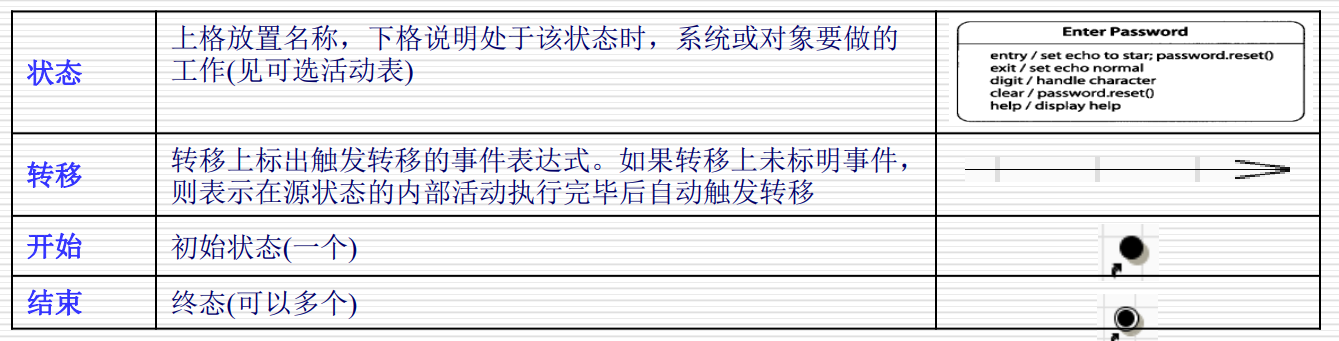 状态
上格放置名称，下格说明处于该状态时，系统或对象要做的
工作(见可选活动表)
Enter Password
entry / set echo to star; password.reset()
exit / set echo normal
digit / handle character
clear / password.reset()
help / display help
转移
转移上标出触发转移的事件表达式。如果转移上未标明事件，
则表示在源状态的内部活动执行完毕后自动触发转移
开始
初始状态(一个)
结束
终态(可以多个)